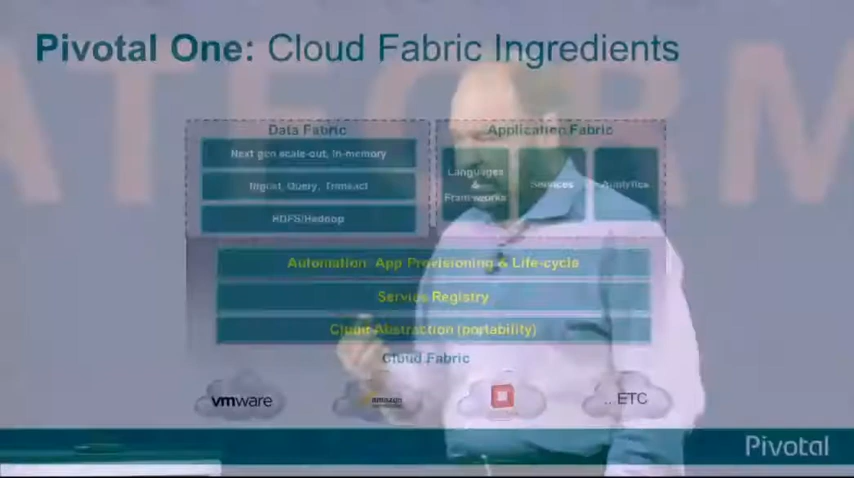 Pivotal One: Cloud Fabric Ingredients
ATFORM
Data Fabric
Next gen scale-out, In-memory
Ingest, Query, Transact
HDFS/Hadoop
Application Fabric
Languages
&
Frameworks
Services
Analytics
Automation: App Provisioning & Life-cycle
Service Registry
Cloud Abstraction (portability)
Cloud Fabric
vmware
amazon
...ETC
Pivotal